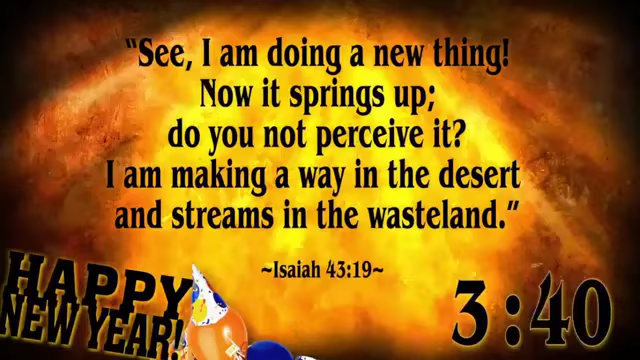 “See, I am doing a new thing!
Now it springs up;
do you not perceive it?
I am making a way in the desert
and streams in the wasteland.”
~Isaiah 43:19~
HAPPY
NEW YEAR!
3:40